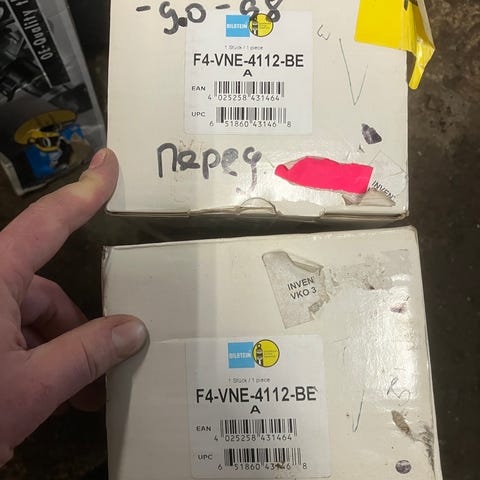 -90-98
BILSTEIN
1 Stück / 1 piece
F4-VNE-4112-BE
A
EAN
4 025258 431464
UPC
6 51860 43146 8
перед
INVEN
INVEN
VKO 3
BILSTEIN
1 Stück / 1 piece
F4-VNE-4112-BE
A
EAN
4 025258 431464
UPC
6 51860 43146 8